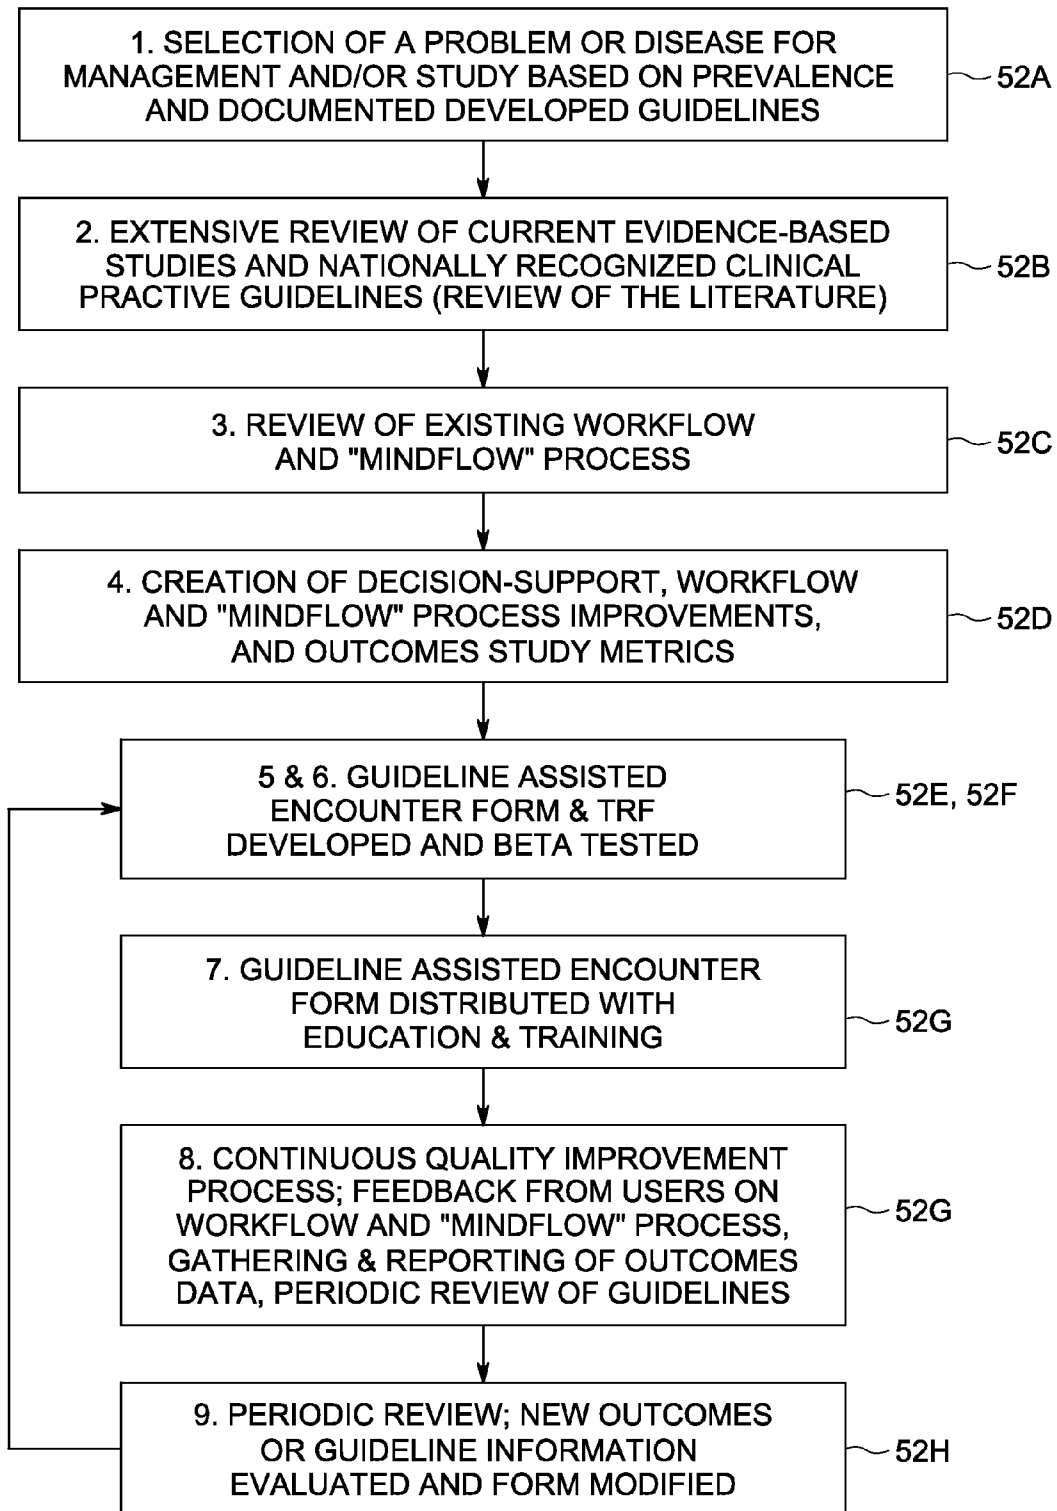 1. SELECTION OF A PROBLEM OR DISEASE FOR
MANAGEMENT AND/OR STUDY BASED ON PREVALENCE
AND DOCUMENTED DEVELOPED GUIDELINES
52A
2. EXTENSIVE REVIEW OF CURRENT EVIDENCE-BASED
STUDIES AND NATIONALLY RECOGNIZED CLINICAL
PRACTIVE GUIDELINES (REVIEW OF THE LITERATURE)
52B
3. REVIEW OF EXISTING WORKFLOW
AND "MINDFLOW" PROCESS
52C
4. CREATION OF DECISION-SUPPORT, WORKFLOW
AND "MINDFLOW" PROCESS IMPROVEMENTS,
AND OUTCOMES STUDY METRICS
52D
5 & 6. GUIDELINE ASSISTED
ENCOUNTER FORM & TRF
DEVELOPED AND BETA TESTED
52E, 52F
7. GUIDELINE ASSISTED ENCOUNTER
FORM DISTRIBUTED WITH
EDUCATION & TRAINING
52G
8. CONTINUOUS QUALITY IMPROVEMENT
PROCESS; FEEDBACK FROM USERS ON
WORKFLOW AND "MINDFLOW" PROCESS,
GATHERING & REPORTING OF OUTCOMES
DATA, PERIODIC REVIEW OF GUIDELINES
52G
9. PERIODIC REVIEW; NEW OUTCOMES
OR GUIDELINE INFORMATION
EVALUATED AND FORM MODIFIED
52H